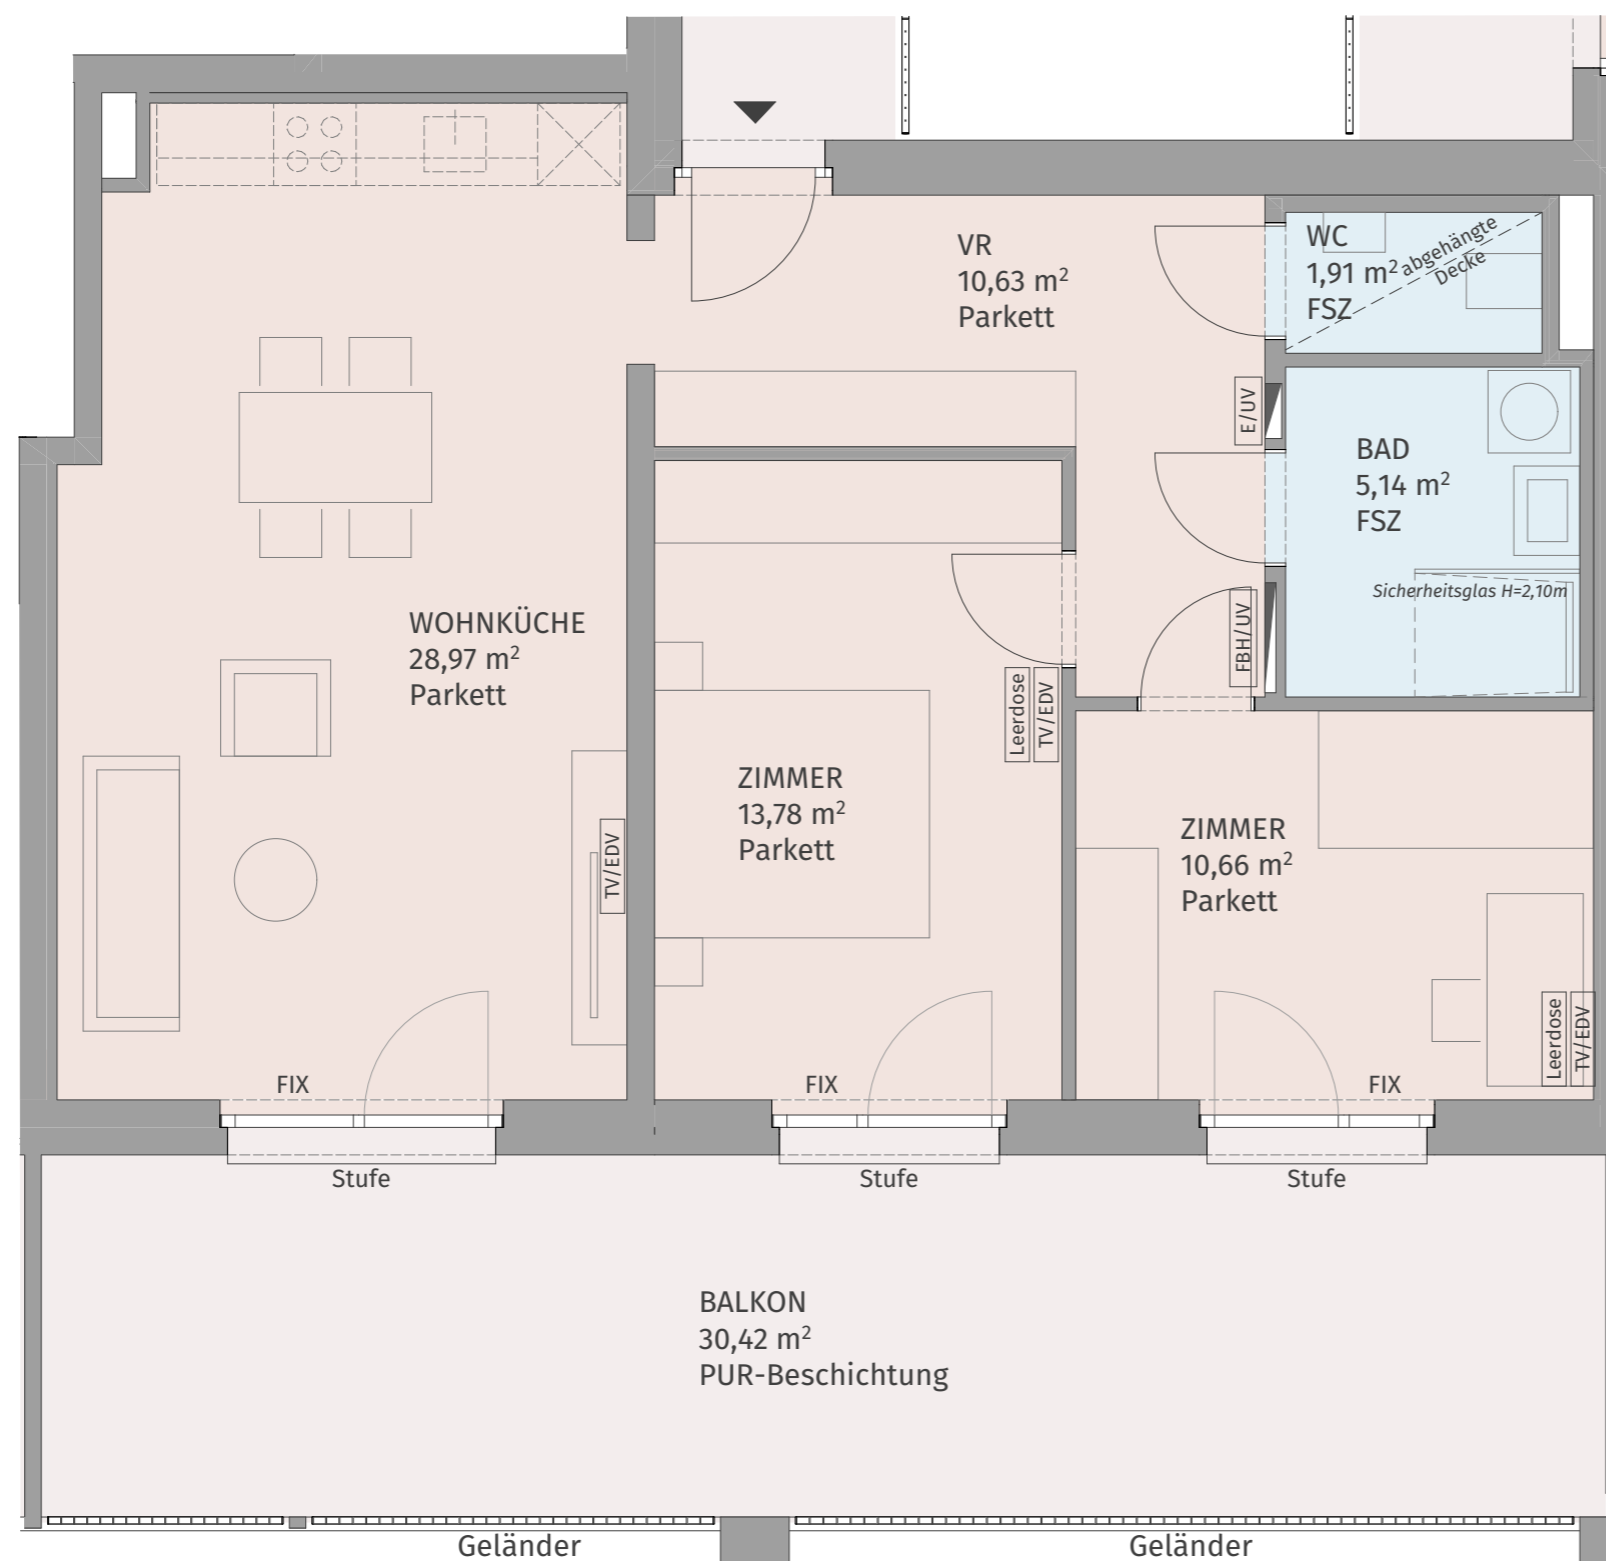 VR
10,63 m²
Parkett
WC
1,91 m²
FSZ
abgehängte
Decke
E/UV
BAD
5,14 m²
FSZ
Sicherheitsglas H=2,10m
FBH/UV
WOHNKÜCHE
28,97 m²
Parkett
TV/EDV
Leerdose
TV/EDV
ZIMMER
13,78 m²
Parkett
ZIMMER
10,66 m²
Parkett
Leerdose
TV/EDV
FIX
FIX
FIX
Stufe
Stufe
Stufe
BALKON
30,42 m²
PUR-Beschichtung
Geländer
Geländer